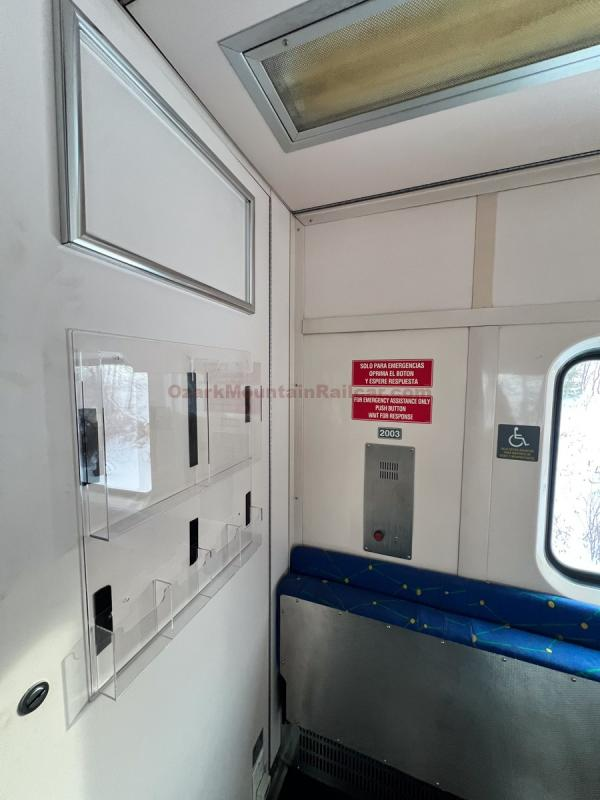 OzarkMountainRailcar.com
SOLO PARA EMERGENCIAS
OPRIMA EL BOTON
Y ESPERE RESPUESTA
FOR EMERGENCY ASSISTANCE ONLY
PUSH BUTTON
WAIT FOR RESPONSE
2003